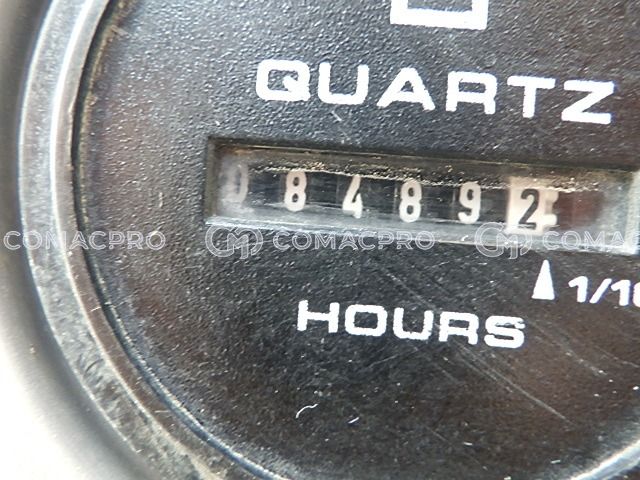 QUARTZ
084892
COMACPRO COMACPRO COMAC
1/10
HOURS